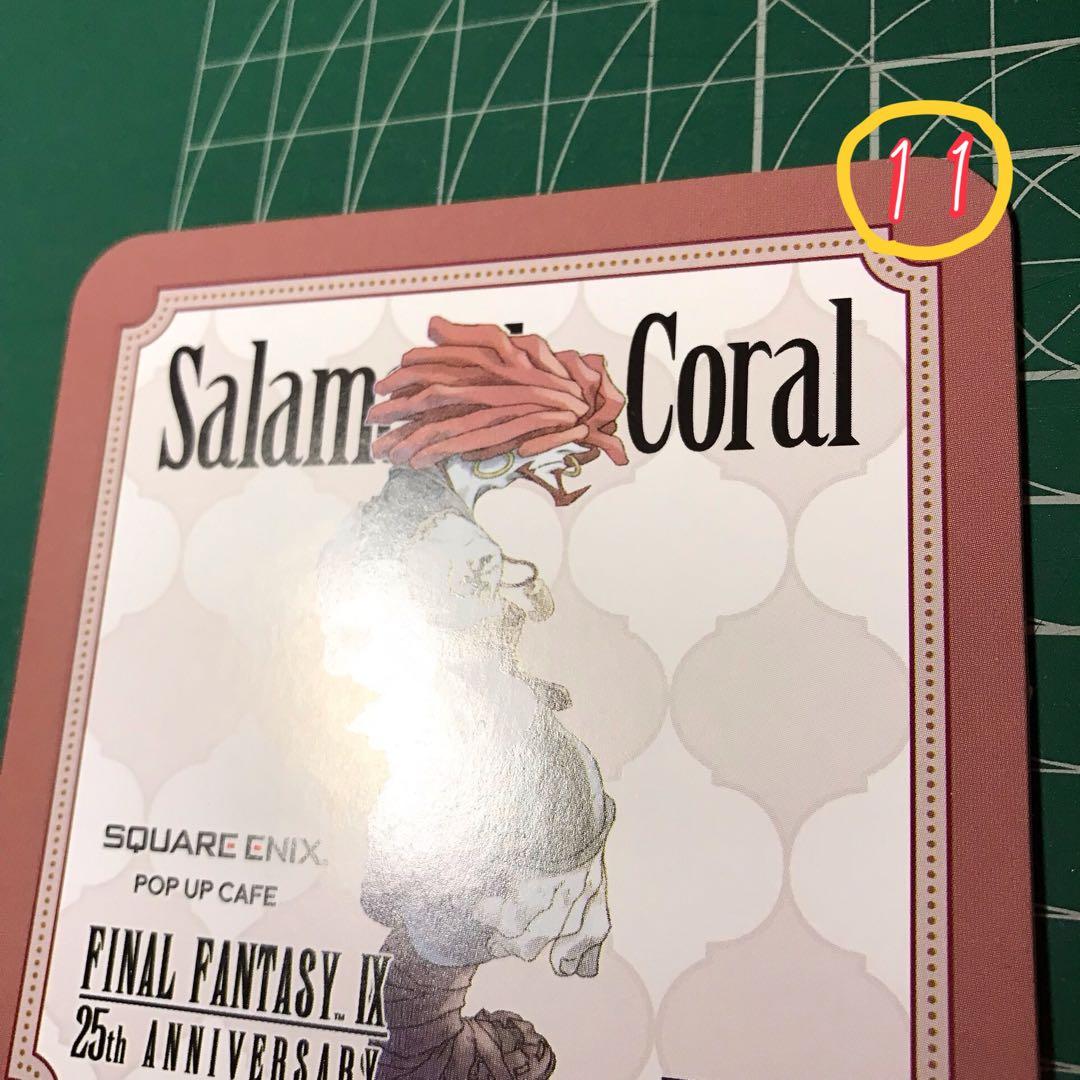 11
Salam Coral
SQUARE ENIX
POP UP CAFE
FINAL FANTASY IX
25th ANNIVERSARY